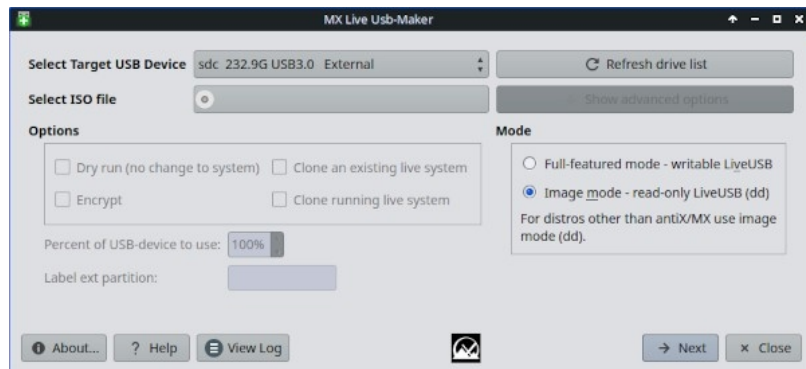 MX Live Usb-Maker
Select Target USB Device sdc 232.9G USB3.0 External Refresh drive list
Select ISO file Show advanced options
Options Mode
Dry run (no change to system) Clone an existing live system
Full-featured mode - writable LiveUSB
Encrypt Clone running live system
Image mode - read-only LiveUSB (dd)
For distros other than antiX/MX use image
mode (dd).
Percent of USB-device to use: 100%
Label ext partition:
About... ? Help View Log Next Close